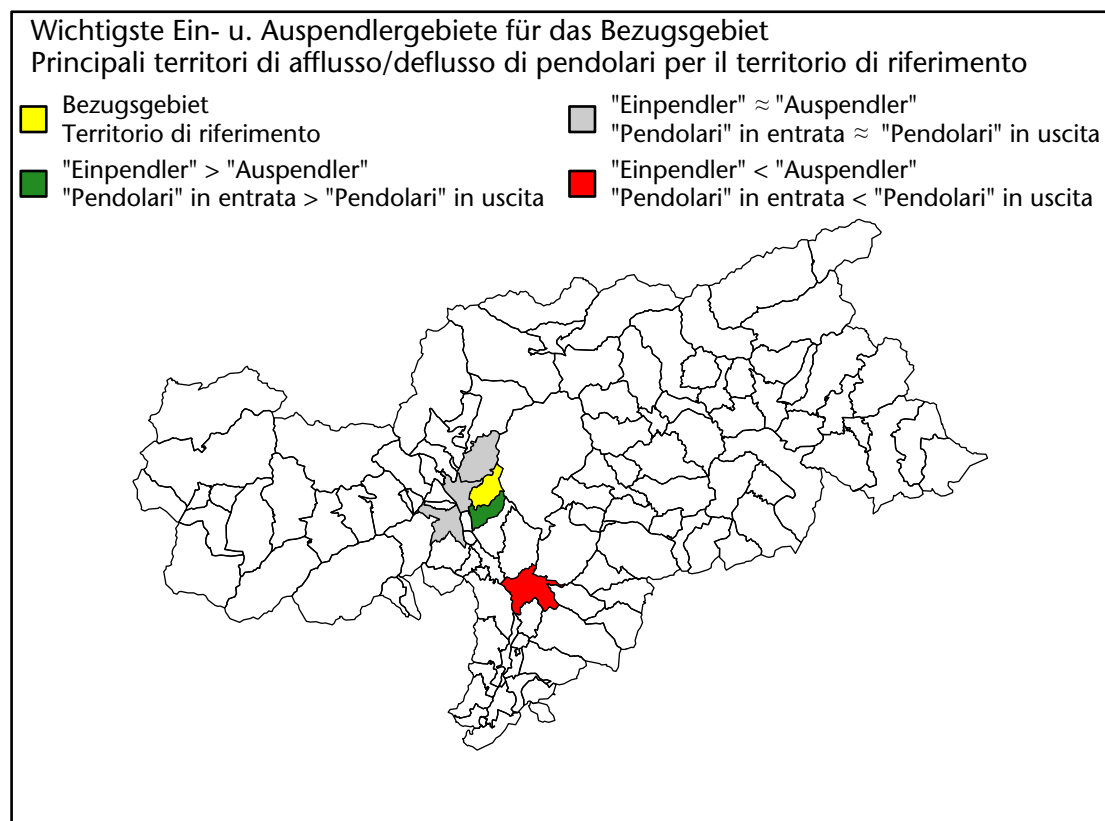 Wichtigste Ein- u. Auspendlergebiete für das Bezugsgebiet
Principali territori di afflusso/deflusso di pendolari per il territorio di riferimento
Bezugsgebiet
Territorio di riferimento
"Einpendler" > "Auspendler"
"Pendolari" in entrata > "Pendolari" in uscita
"Einpendler" ≈ "Auspendler"
"Pendolari" in entrata ≈ "Pendolari" in uscita
"Einpendler" < "Auspendler"
"Pendolari" in entrata < "Pendolari" in uscita